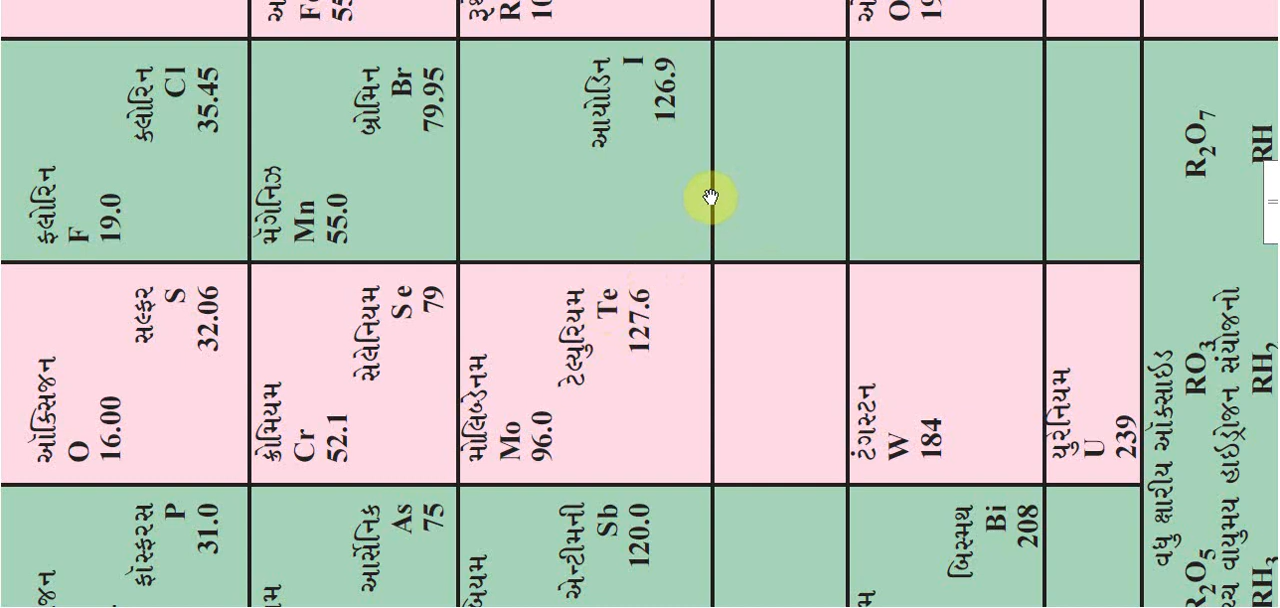 ફ્લોરિન
F
19.0
ક્લોરિન
Cl
35.45
મેંગેનિઝ
Mn
55.0
બ્રોમિન
Br
79.95
આયોડિન
I
126.9
R₂O₇
RH
ઑક્સિજન
O
16.00
સલ્ફર
S
32.06
ક્રોમિયમ
Cr
52.1
સેલેનિયમ
Se
79
મોલિબ્ડેનમ
Mo
96.0
ટેલ્યુરિયમ
Te
127.6
ટંગસ્ટન
W
184
યુરેનિયમ
U
239
RO₃
RH₂
ફૉસ્ફરસ
P
31.0
આર્સેનિક
As
75
એન્ટીમની
Sb
120.0
બિસ્મથ
Bi
208
વધુ ક્ષારીય ઑક્સાઈડ
R₂O₅
વાયુમય હાઈડ્રોજન સંયોજનો
RH₃